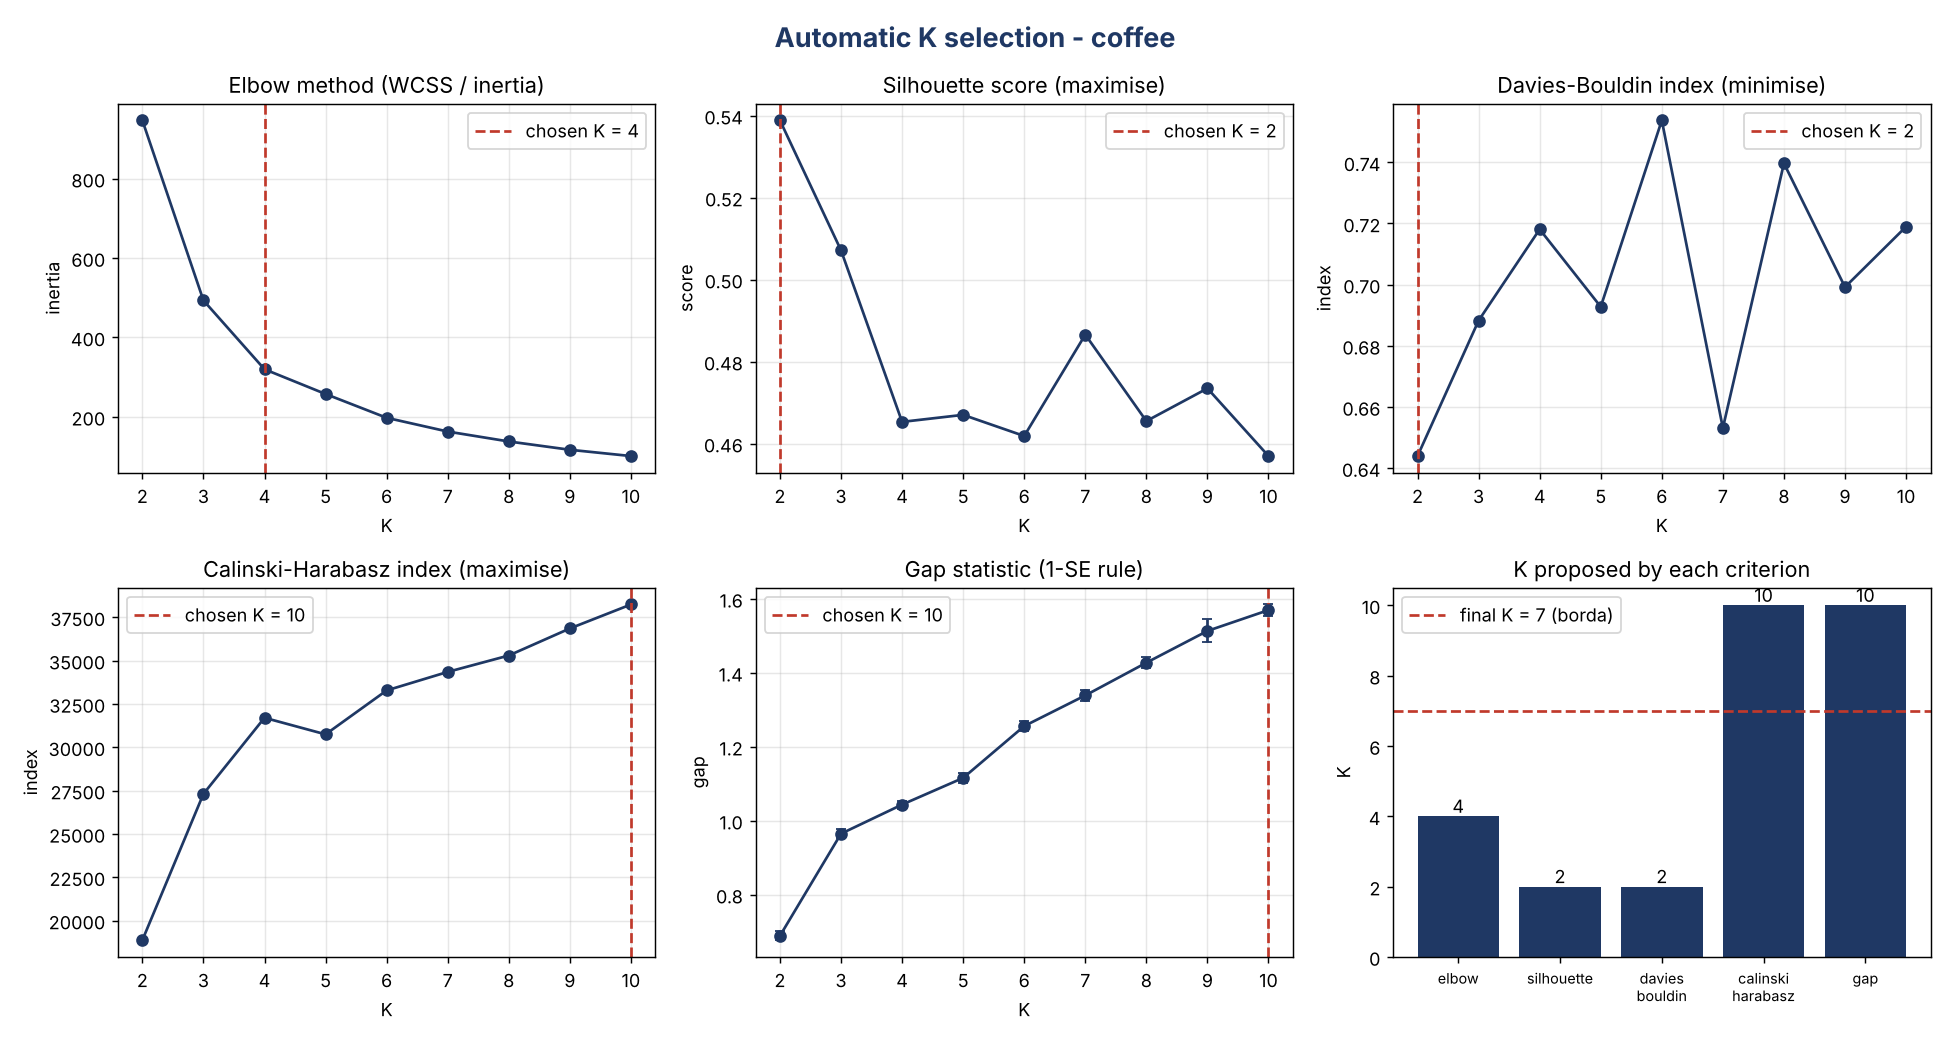 Automatic K selection - coffee
Elbow method (WCSS / inertia)
chosen K = 4
800
600
400
200
inertia
2 3 4 5 6 7 8 9 10
K
Silhouette score (maximise)
chosen K = 2
0.54
0.52
0.50
0.48
0.46
score
2 3 4 5 6 7 8 9 10
K
Davies-Bouldin index (minimise)
chosen K = 2
0.74
0.72
0.70
0.68
0.66
0.64
index
2 3 4 5 6 7 8 9 10
K
Calinski-Harabasz index (maximise)
chosen K = 10
37500
35000
32500
30000
27500
25000
22500
20000
index
2 3 4 5 6 7 8 9 10
K
Gap statistic (1-SE rule)
chosen K = 10
1.6
1.4
1.2
1.0
0.8
gap
2 3 4 5 6 7 8 9 10
K
K proposed by each criterion
final K = 7 (borda)
10
8
6
4
2
0
K
4
2
2
10
10
elbow
silhouette
davies
bouldin
calinski
harabasz
gap